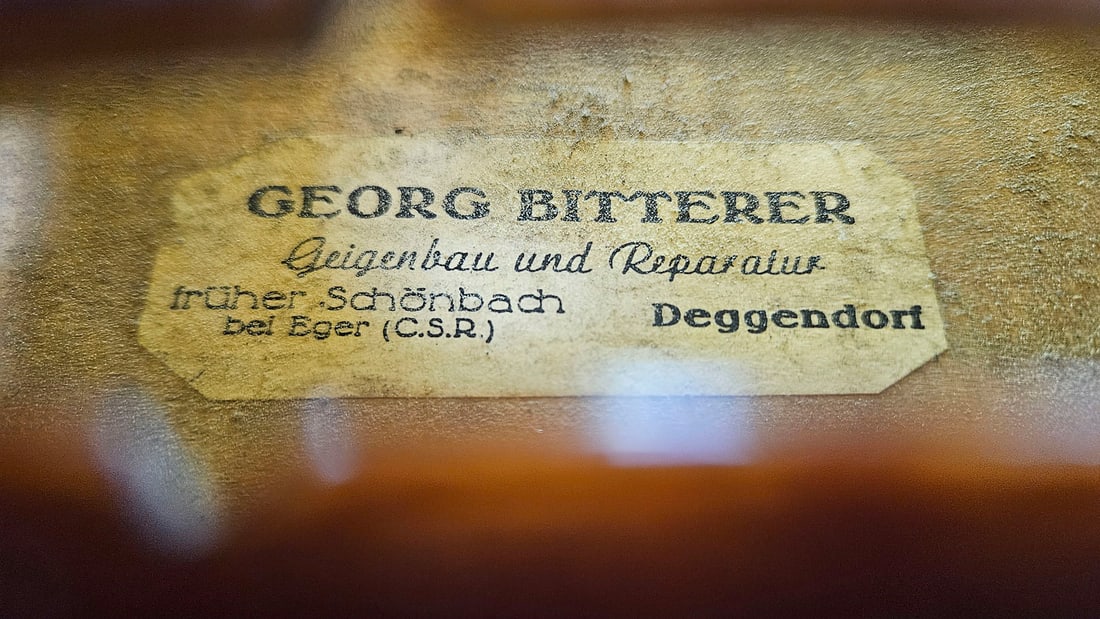 GEORG BITTERER
Geigenbau und Reparatur
früher Schönbach
bei Eger (C.S.R.)
Deggendorf